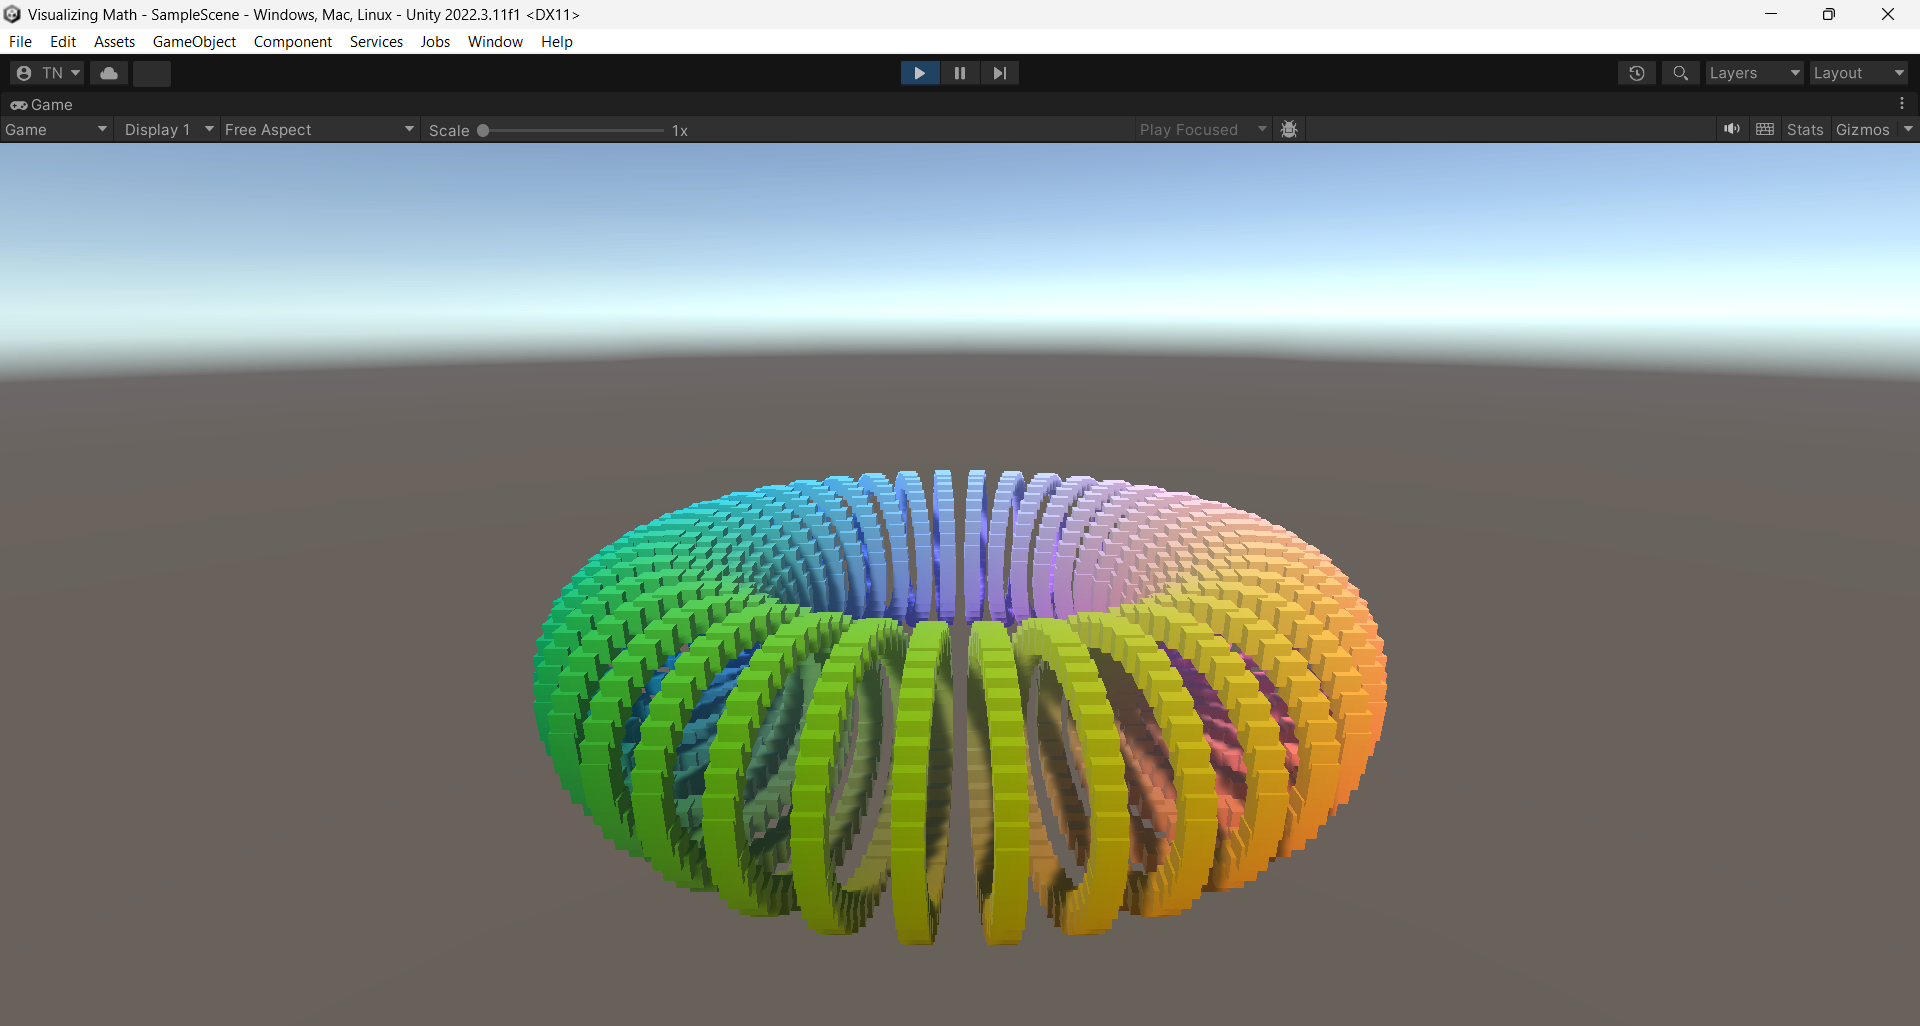 Visualizing Math - SampleScene - Windows, Mac, Linux - Unity 2022.3.11f1 <DX11>
File Edit Assets GameObject Component Services Jobs Window Help
TN Layers Layout
Game
Game Display 1 Free Aspect Scale 1x Play Focused Stats Gizmos